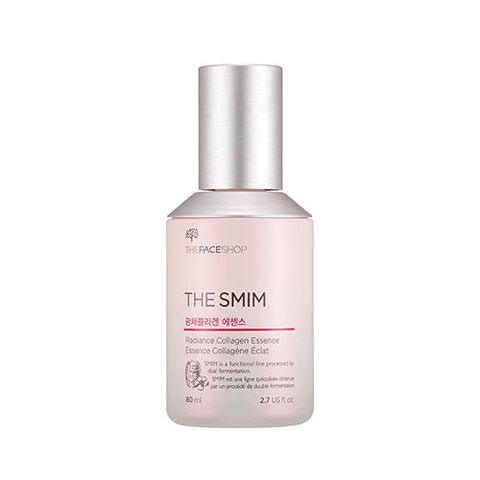 THEFACESHOP
THE SMIM
광채콜라겐 에센스
Radiance Collagen Essence
Essence Collagène Éclat
SMIM is a functional line processed by
dual fermentation.
SMIM est une ligne spécialisée obtenue
par un procédé de double fermentation.
80 ml 2.7 US fl. oz.